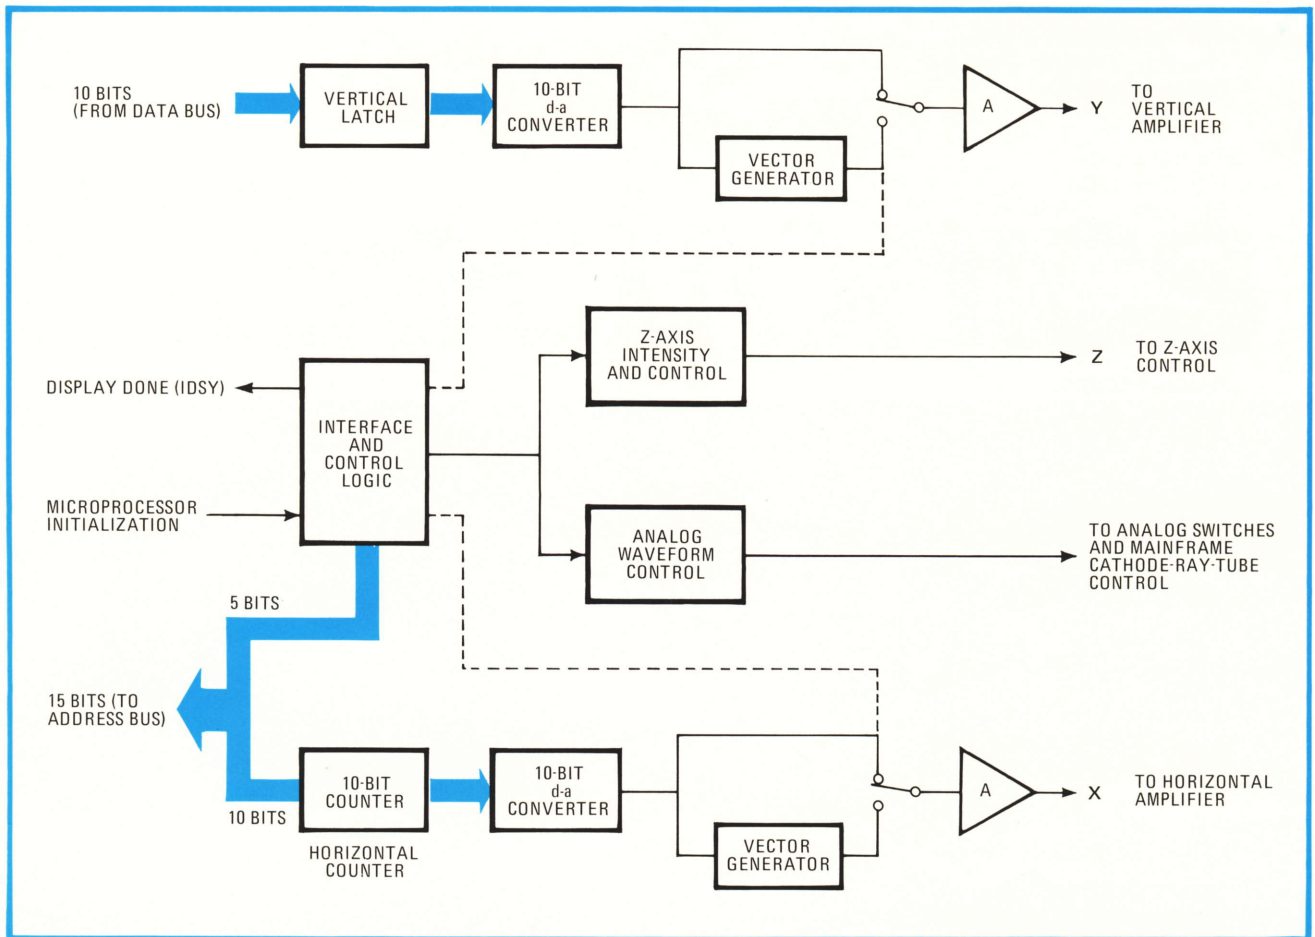 10 BITS
(FROM DATA BUS)
VERTICAL
LATCH
10-BIT
d-a
CONVERTER
VECTOR
GENERATOR
A
Y
TO
VERTICAL
AMPLIFIER
DISPLAY DONE (IDSY)
MICROPROCESSOR
INITIALIZATION
INTERFACE
AND
CONTROL
LOGIC
Z-AXIS
INTENSITY
AND CONTROL
Z
TO Z-AXIS
CONTROL
ANALOG
WAVEFORM
CONTROL
TO ANALOG SWITCHES
AND MAINFRAME
CATHODE-RAY-TUBE
CONTROL
5 BITS
15 BITS (TO
ADDRESS BUS)
10 BITS
10-BIT
COUNTER
HORIZONTAL
COUNTER
10-BIT
d-a
CONVERTER
VECTOR
GENERATOR
A
X
TO HORIZONTAL
AMPLIFIER